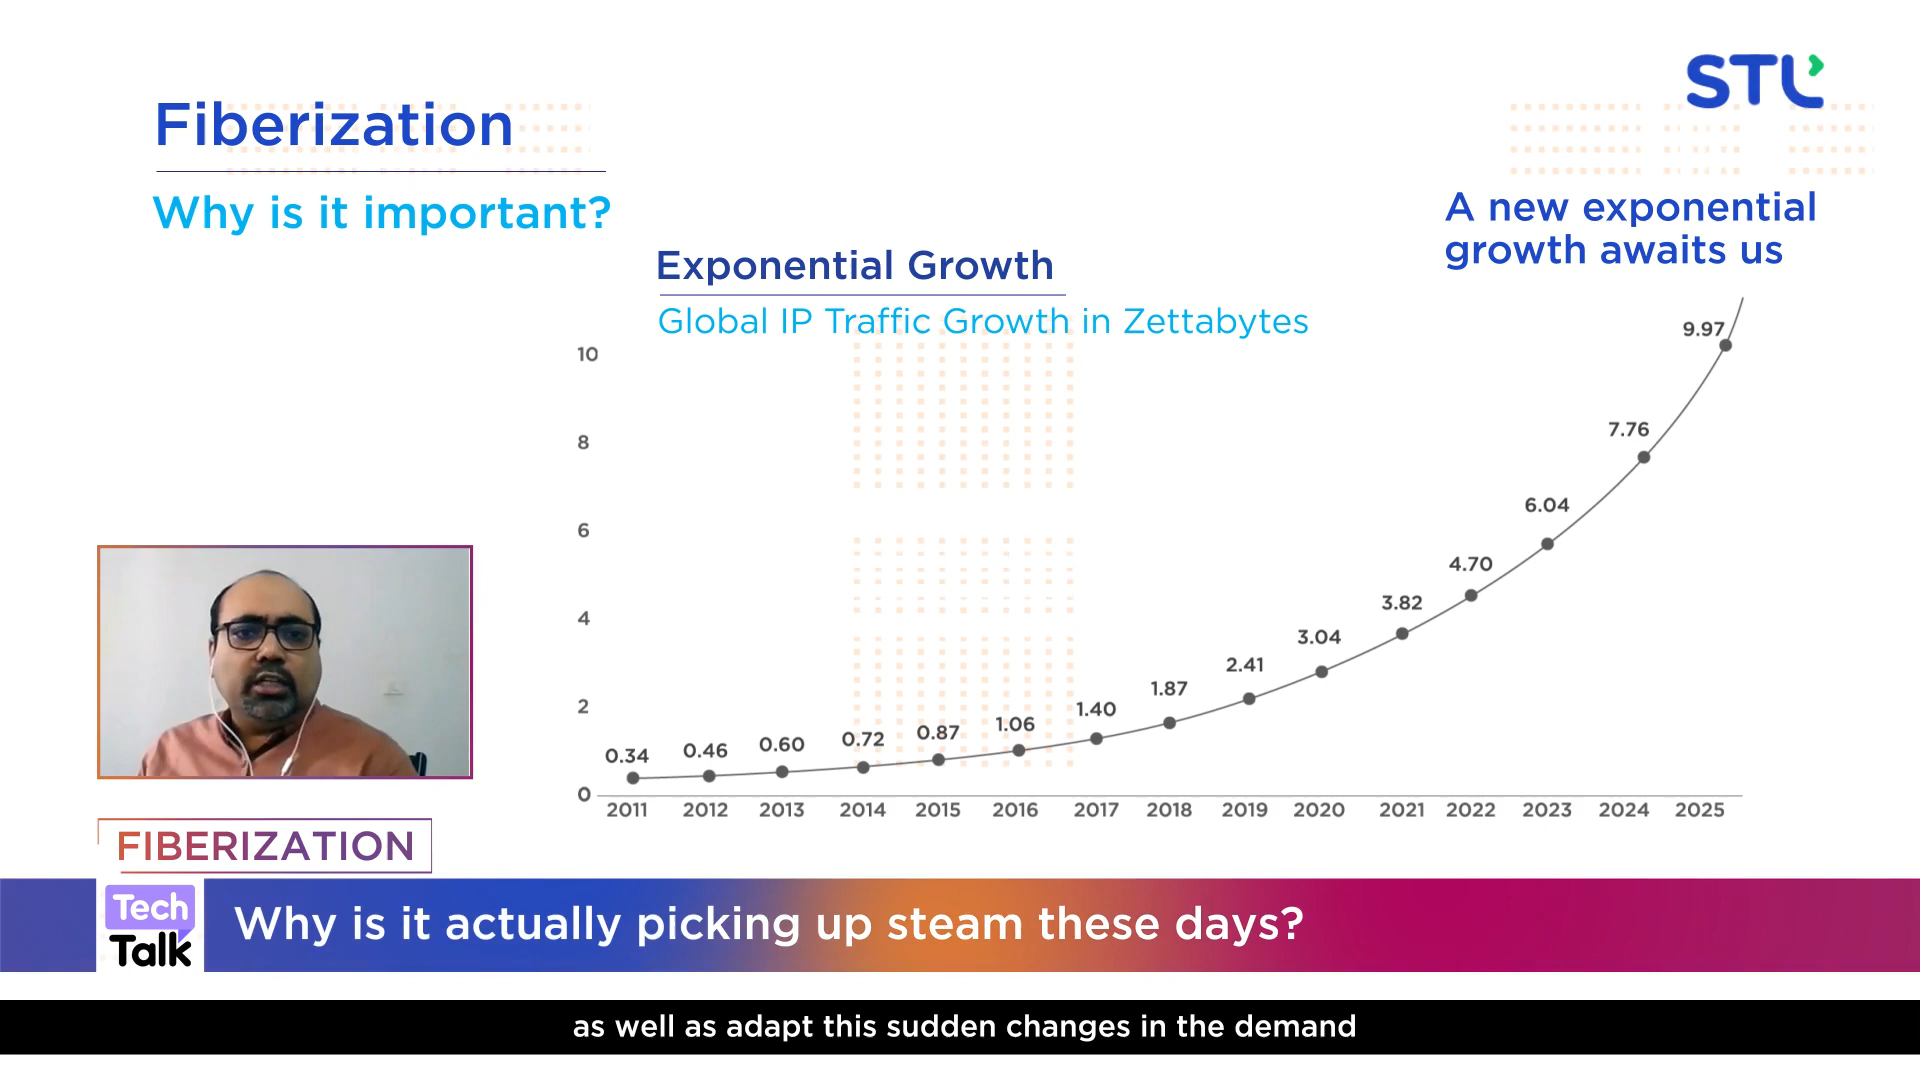 STL
Fiberization
Why is it important?
A new exponential
growth awaits us
Exponential Growth
Global IP Traffic Growth in Zettabytes
10
8
6
4
2
0
0.34
0.46
0.60
0.72
0.87
1.06
1.40
1.87
2.41
3.04
3.82
4.70
6.04
7.76
9.97
2011 2012 2013 2014 2015 2016 2017 2018 2019 2020 2021 2022 2023 2024 2025
FIBERIZATION
Tech
Talk
Why is it actually picking up steam these days?
as well as adapt this sudden changes in the demand